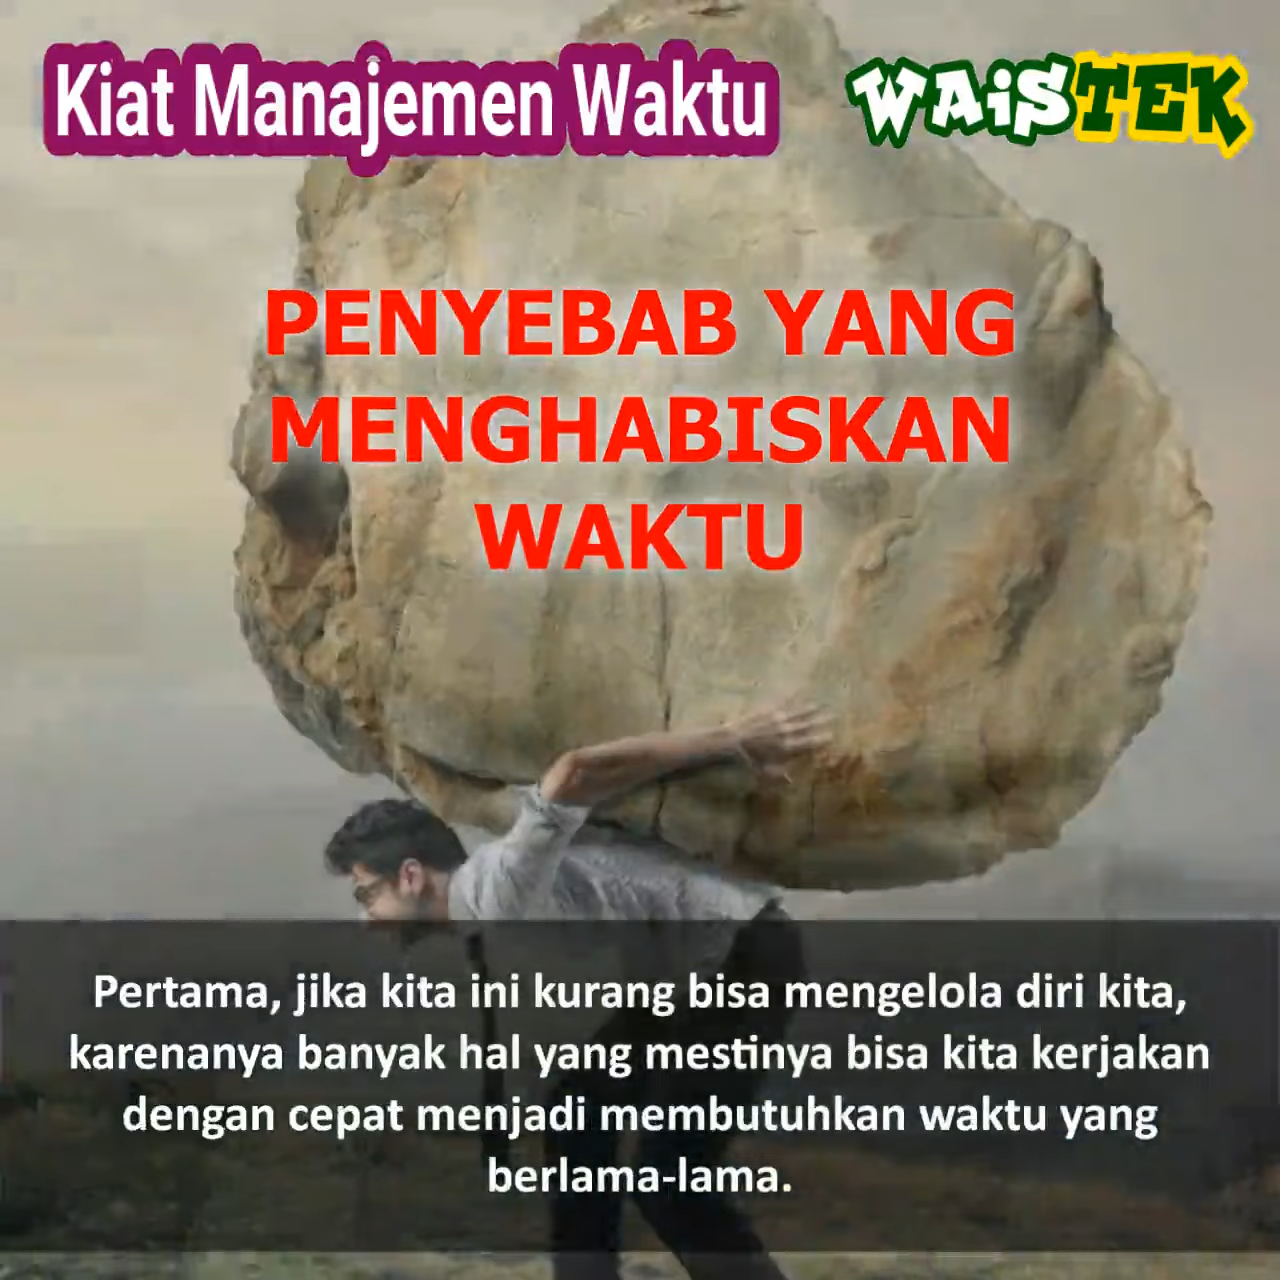 Kiat Manajemen Waktu
WAiSTEK
PENYEBAB YANG
MENGHABISKAN
WAKTU
Pertama, jika kita ini kurang bisa mengelola diri kita,
karenanya banyak hal yang mestinya bisa kita kerjakan
dengan cepat menjadi membutuhkan waktu yang
berlama-lama.